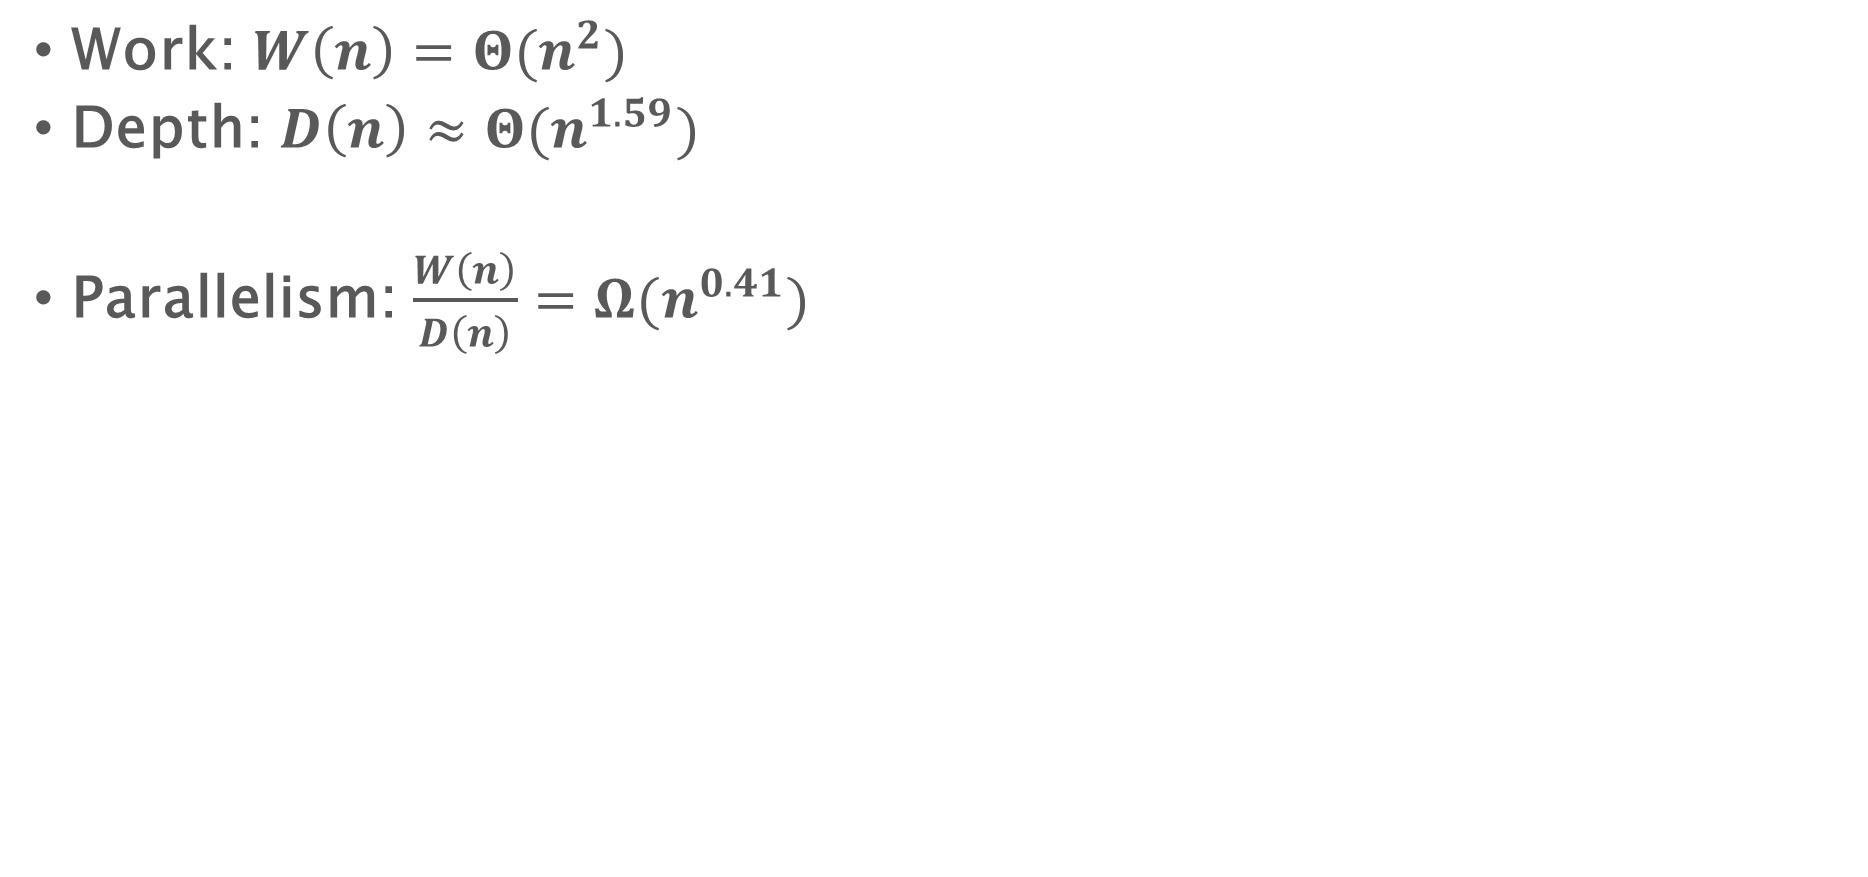 • Work: W(n) = Θ(n²)
• Depth: D(n) ≈ Θ(n^1.59)
• Parallelism: W(n)/D(n) = Ω(n^0.41)